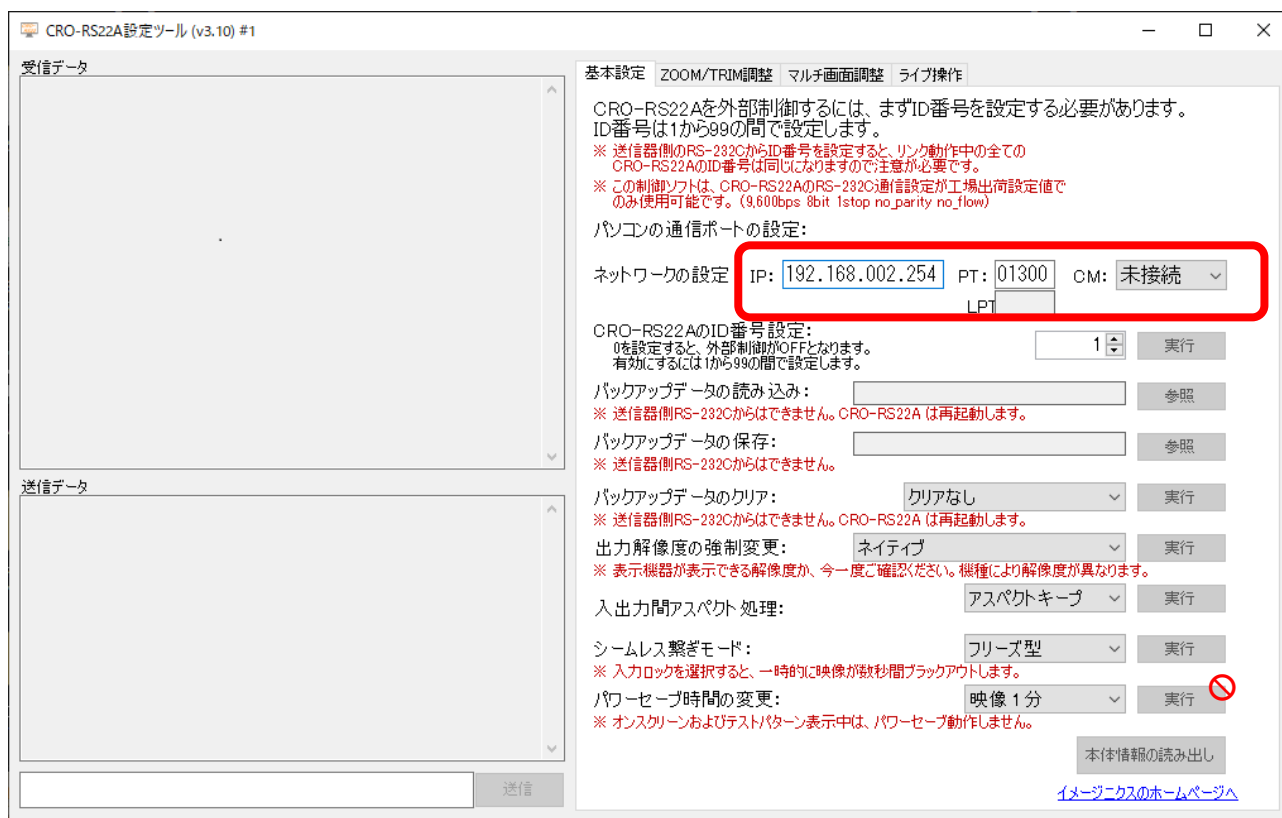 CRO-RS22A設定ツール (v3.10) #1
受信データ
送信データ
送信
基本設定 ZOOM/TRIM調整 マルチ画面調整 ライブ操作
CRO-RS22Aを外部制御するには、まずID番号を設定する必要があります。
ID番号は1から99の間で設定します。
※ 送信器側のRS-232CからID番号を設定すると、リンク動作中の全ての
CRO-RS22AのID番号は同じになりますので注意が必要です。
※ この制御ソフトは、CRO-RS22AのRS-232C通信設定が工場出荷設定値で
のみ使用可能です。(9,600bps 8bit 1stop no_parity no_flow)
パソコンの通信ポートの設定:
ネットワークの設定 IP: 192.168.002.254 PT: 01300 CM: 未接続
LPT
CRO-RS22AのID番号設定: 1 実行
0を設定すると、外部制御がOFFとなります。
有効にするには1から99の間で設定します。
バックアップデータの読み込み: 参照
※ 送信器側RS-232Cからはできません。CRO-RS22A は再起動します。
バックアップデータの保存: 参照
※ 送信器側RS-232Cからはできません。
バックアップデータのクリア: クリアなし 実行
※ 送信器側RS-232Cからはできません。CRO-RS22A は再起動します。
出力解像度の強制変更: ネイティブ 実行
※ 表示機器が表示できる解像度か、今一度ご確認ください。機種により解像度が異なります。
入出力間アスペクト処理: アスペクトキープ 実行
シームレス繋ぎモード: フリーズ型 実行
※ 入力ロックを選択すると、一時的に映像が数秒間ブラックアウトします。
パワーセーブ時間の変更: 映像 1 分 実行
※ オンスクリーンおよびテストパターン表示中は、パワーセーブ動作しません。
本体情報の読み出し
イメージニクスのホームページへ